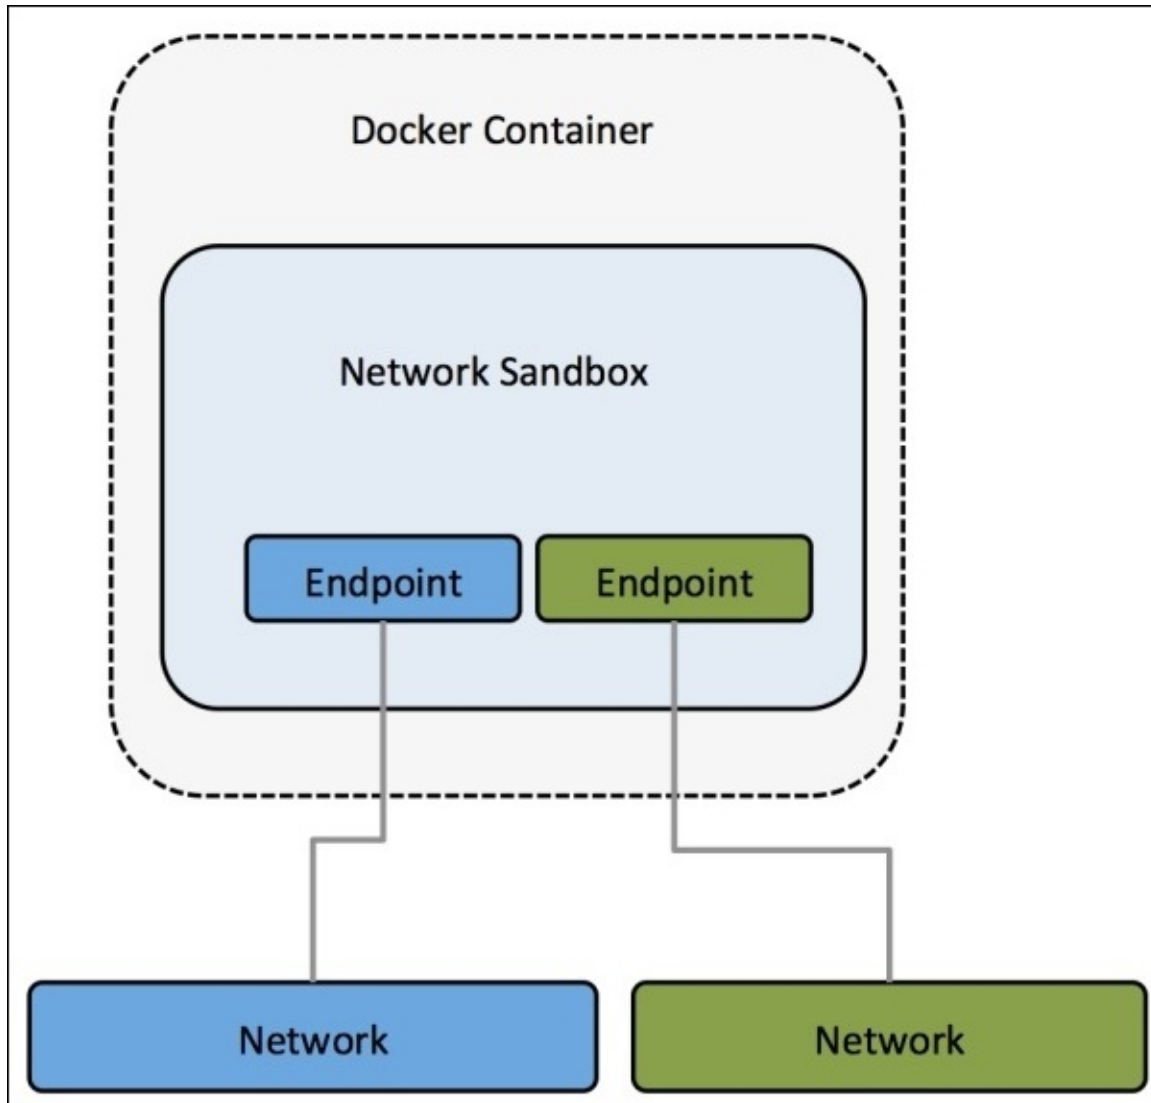 Docker Container
Network Sandbox
Endpoint
Endpoint
Network
Network